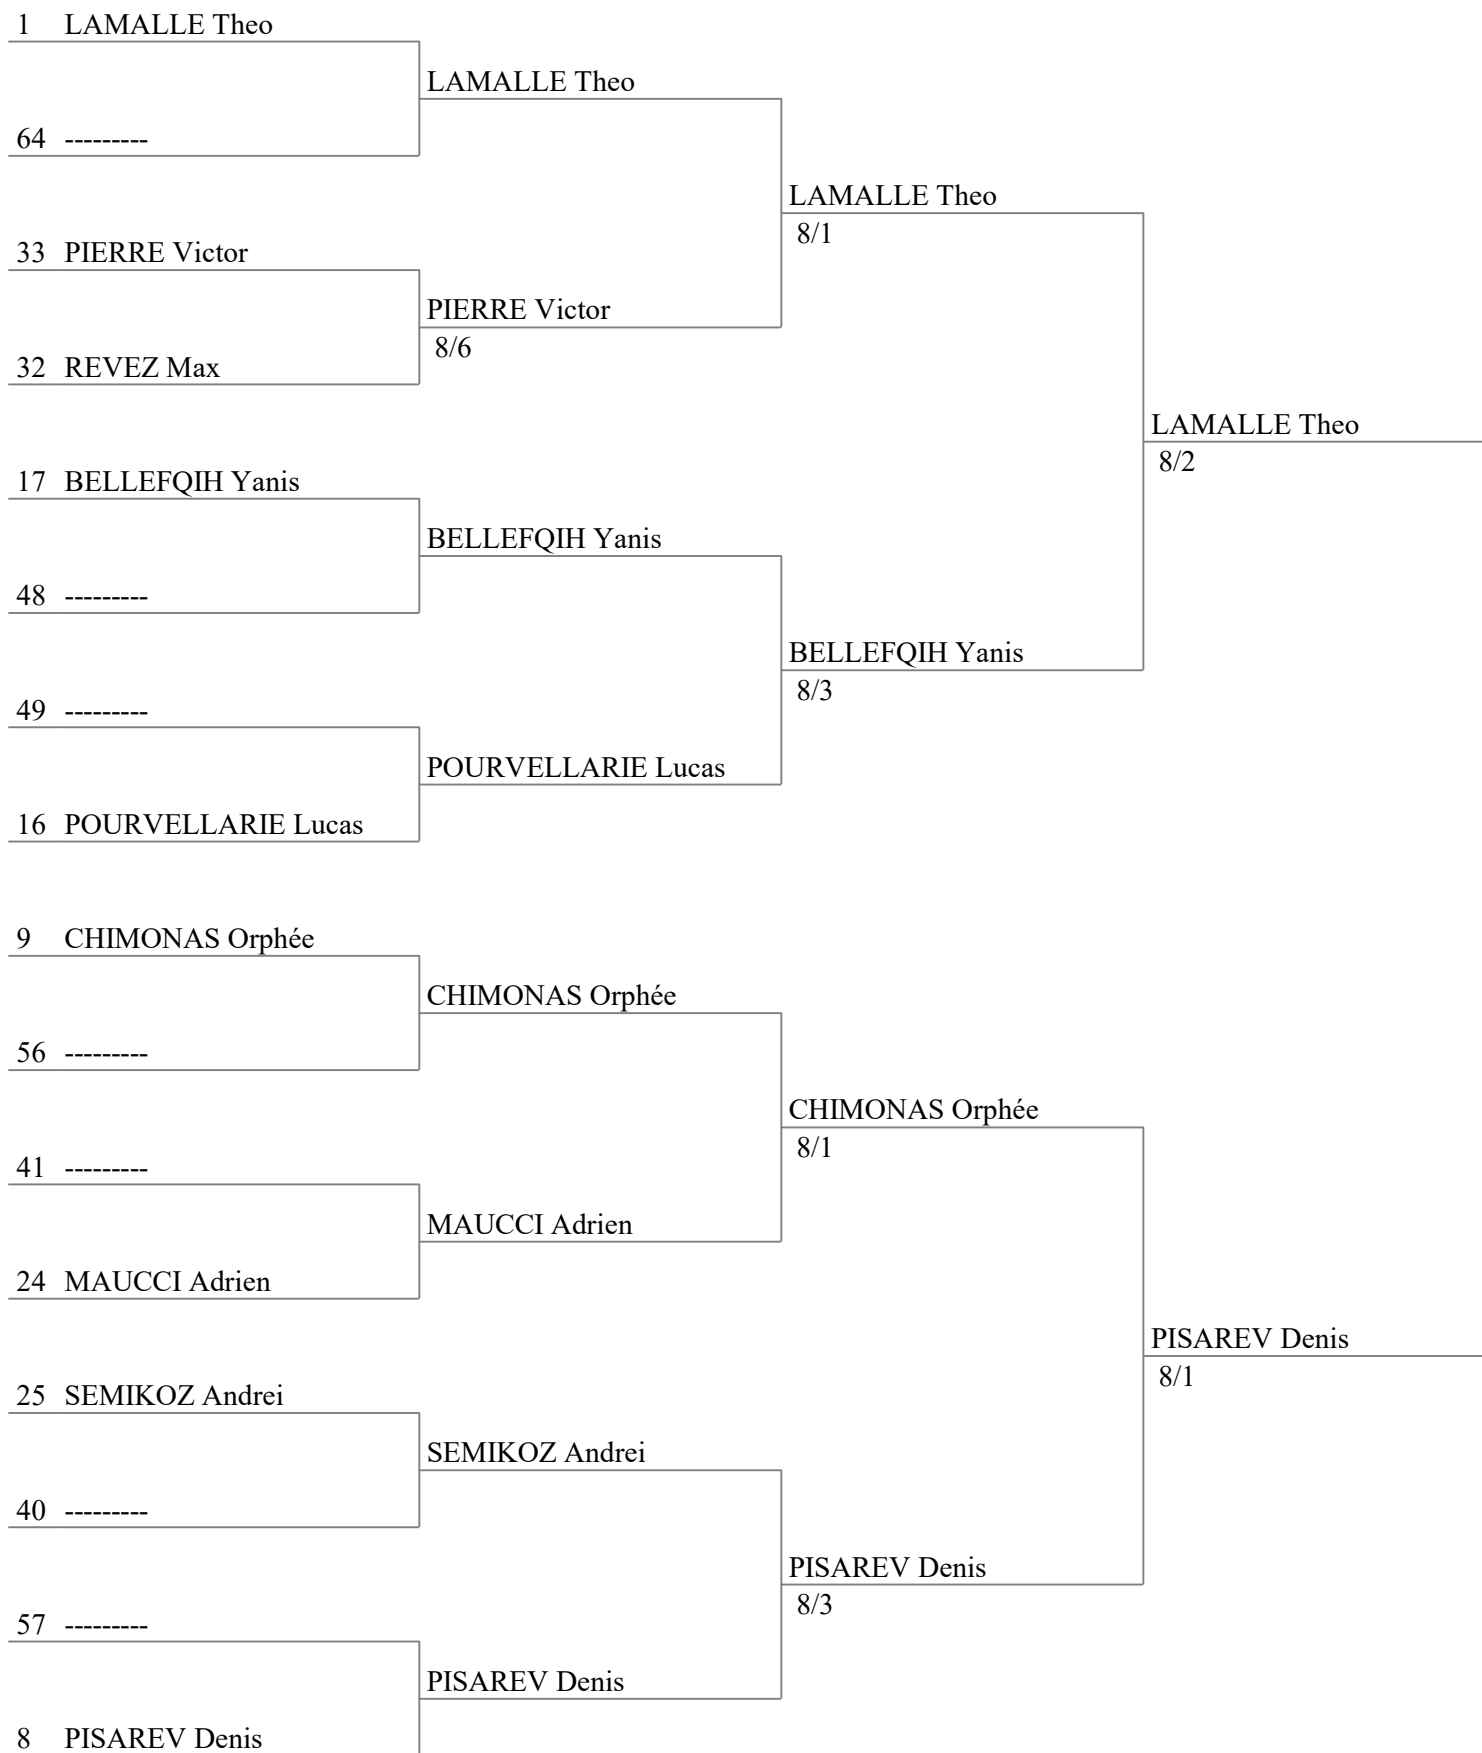 1 LAMALLE Theo
LAMALLE Theo
64 ---------
LAMALLE Theo
8/1
33 PIERRE Victor
PIERRE Victor
8/6
32 REVEZ Max
LAMALLE Theo
8/2
17 BELLEFQIH Yanis
BELLEFQIH Yanis
48 ---------
BELLEFQIH Yanis
8/3
49 ---------
POURVELLARIE Lucas
16 POURVELLARIE Lucas
9 CHIMONAS Orphée
CHIMONAS Orphée
56 ---------
CHIMONAS Orphée
8/1
41 ---------
MAUCCI Adrien
24 MAUCCI Adrien
PISAREV Denis
8/1
25 SEMIKOZ Andrei
SEMIKOZ Andrei
40 ---------
PISAREV Denis
8/3
57 ---------
PISAREV Denis
8 PISAREV Denis